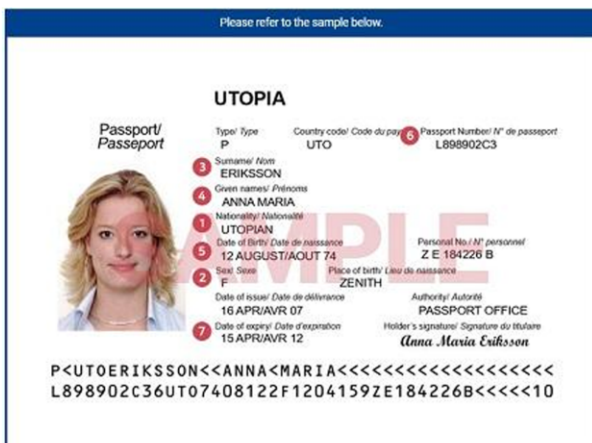 Please refer to the sample below.
UTOPIA
Passport/
Passeport
Type/ Type Country code/ Code du pay 6 Passport Number/ N° de passeport
P UTO L898902C3
3 Surname/ Nom
ERIKSSON
4 Given names/ Prénoms
ANNA MARIA
1 Nationality/ Nationalité
UTOPIAN
5 Date of Birth/ Date de naissance Personal No./ N° personnel
12 AUGUST/AOUT 74 Z E 184226 B
2 Sex/ Sexe Place of birth/ Lieu de naissance
F ZENITH
Date of issue/ Date de délivrance Authority/ Autorité
16 APR/AVR 07 PASSPORT OFFICE
7 Date of expiry/ Date d'expiration Holder's signature/ Signature du titulaire
15 APR/AVR 12 Anna Maria Eriksson
SAMPLE
P<UTOERIKSSON<<ANNA<MARIA<<<<<<<<<<<<<<<<<<<
L898902C36UTO7408122F1204159ZE184226B<<<<<10